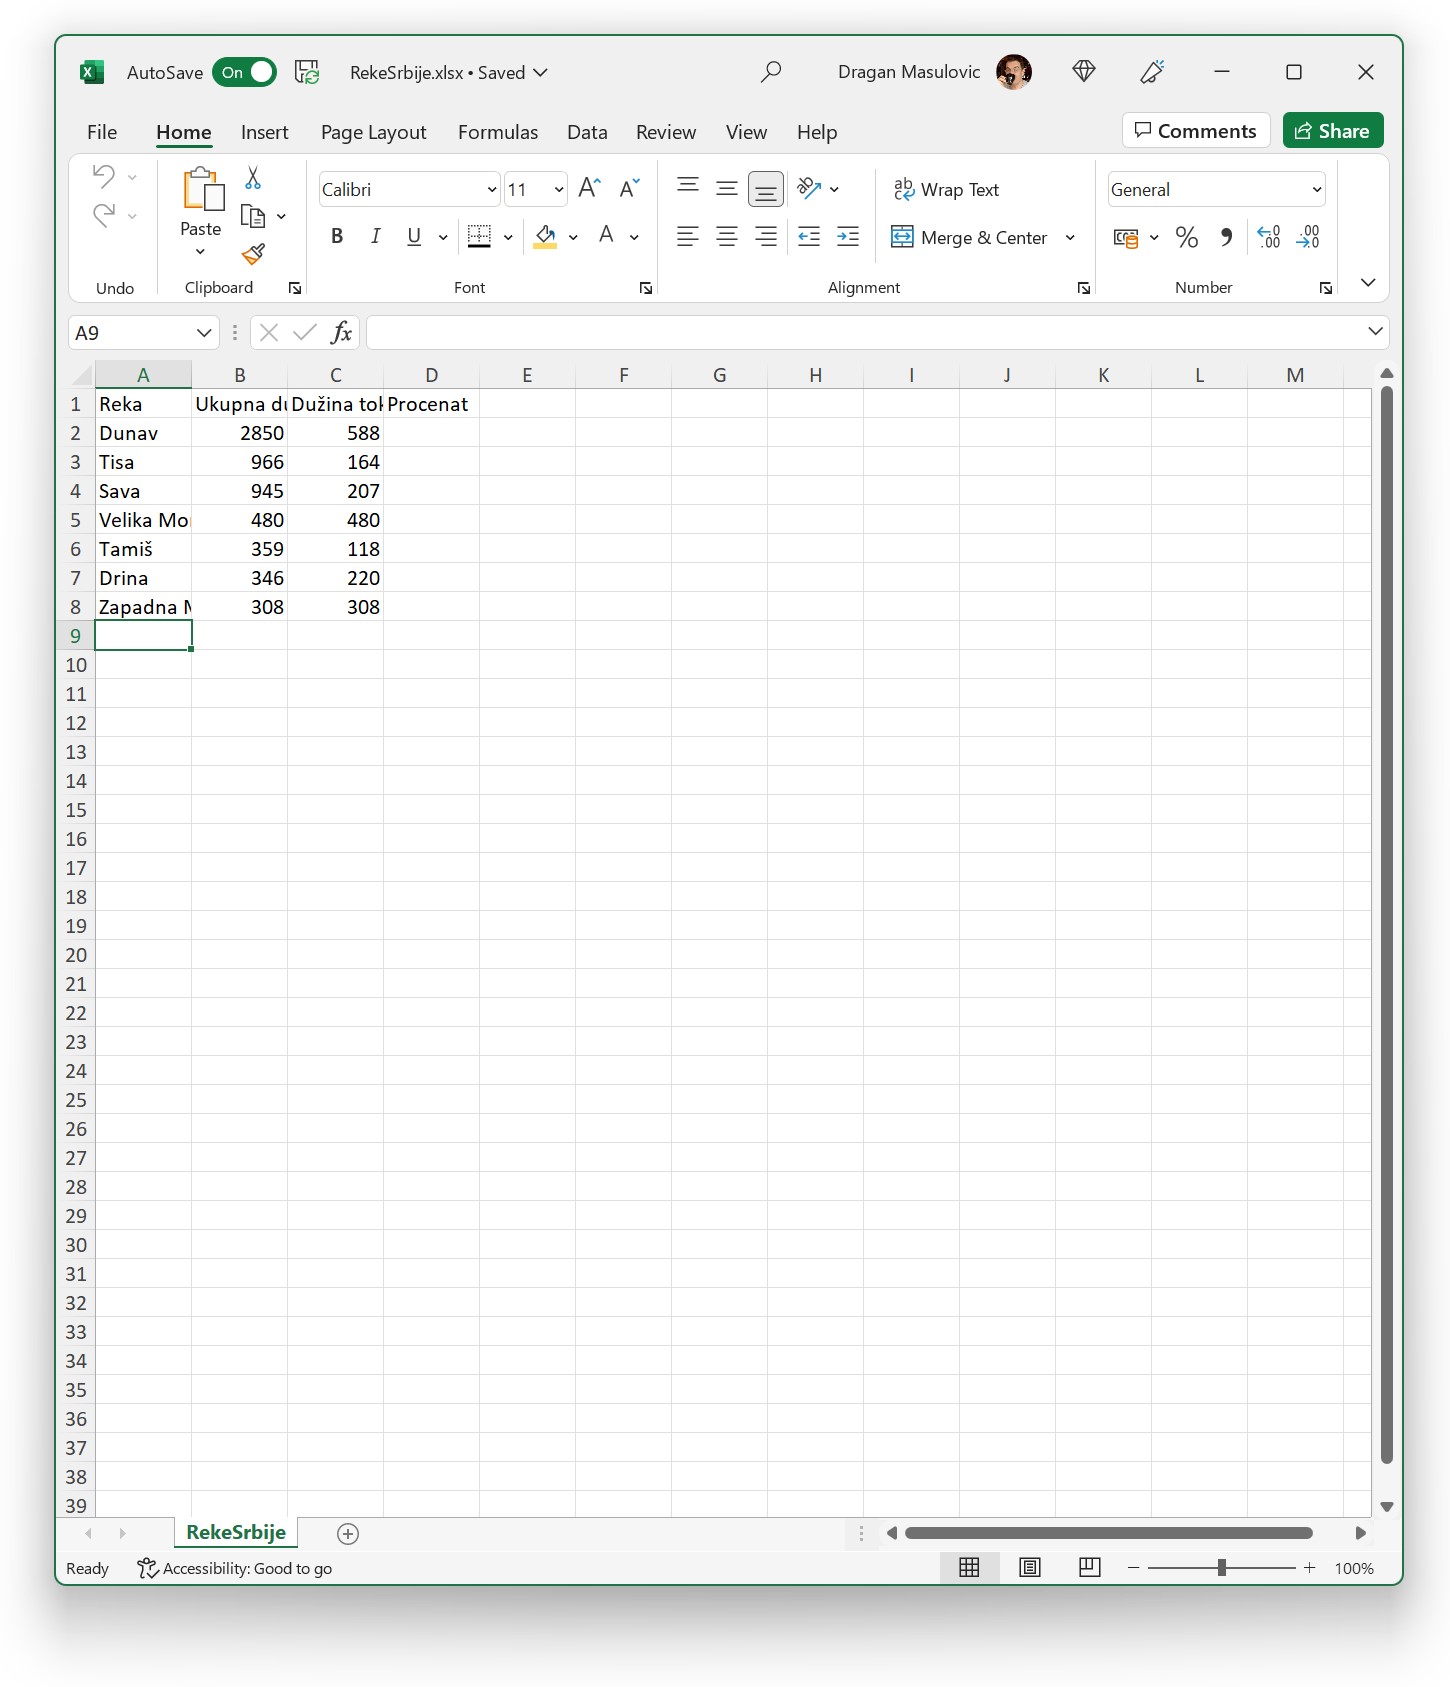 AutoSave On RekeSrbije.xlsx • Saved Dragan Masulovic
File Home Insert Page Layout Formulas Data Review View Help Comments Share
Calibri 11 Wrap Text General
Paste B I U A Merge & Center % .00
Undo Clipboard Font Alignment Number
A9 fx
A B C D E F G H I J K L M
1 Reka Ukupna du Dužina tok Procenat
2 Dunav 2850 588
3 Tisa 966 164
4 Sava 945 207
5 Velika Mor 480 480
6 Tamiš 359 118
7 Drina 346 220
8 Zapadna M 308 308
9
10
11
12
13
14
15
16
17
18
19
20
21
22
23
24
25
26
27
28
29
30
31
32
33
34
35
36
37
38
39
RekeSrbije
Ready Accessibility: Good to go 100%